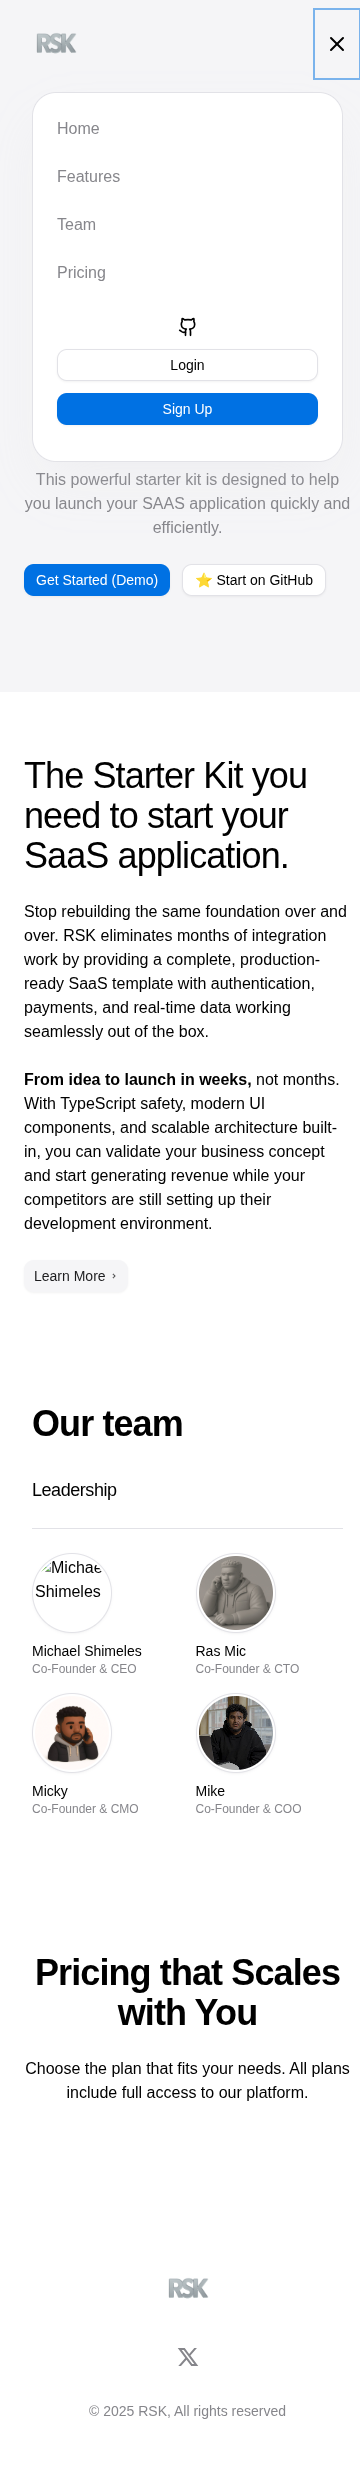 RSK
Home
Features
Team
Pricing
Login
Sign Up
This powerful starter kit is designed to help
you launch your SAAS application quickly and
efficiently.
Get Started (Demo)
⭐ Start on GitHub
The Starter Kit you
need to start your
SaaS application.
Stop rebuilding the same foundation over and
over. RSK eliminates months of integration
work by providing a complete, production-
ready SaaS template with authentication,
payments, and real-time data working
seamlessly out of the box.
From idea to launch in weeks, not months.
With TypeScript safety, modern UI
components, and scalable architecture built-
in, you can validate your business concept
and start generating revenue while your
competitors are still setting up their
development environment.
Learn More ›
Our team
Leadership
Michael
Shimeles
Michael Shimeles
Co-Founder & CEO
Ras Mic
Co-Founder & CTO
Micky
Co-Founder & CMO
Mike
Co-Founder & COO
Pricing that Scales
with You
Choose the plan that fits your needs. All plans
include full access to our platform.
RSK
© 2025 RSK, All rights reserved